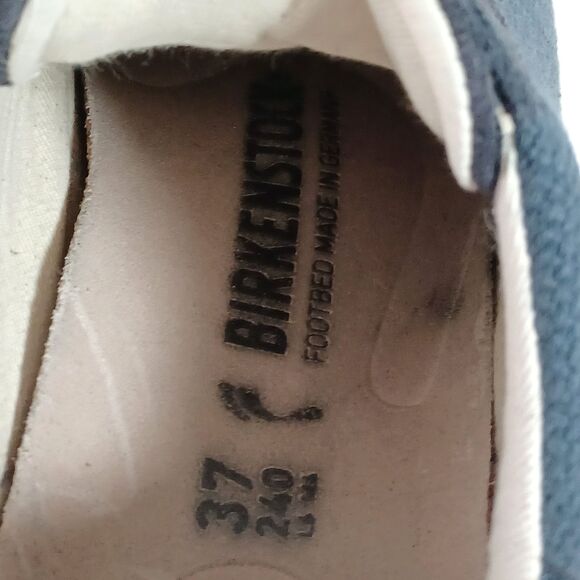 BIRKENSTOCK
FOOTBED MADE IN GERMANY
37
240